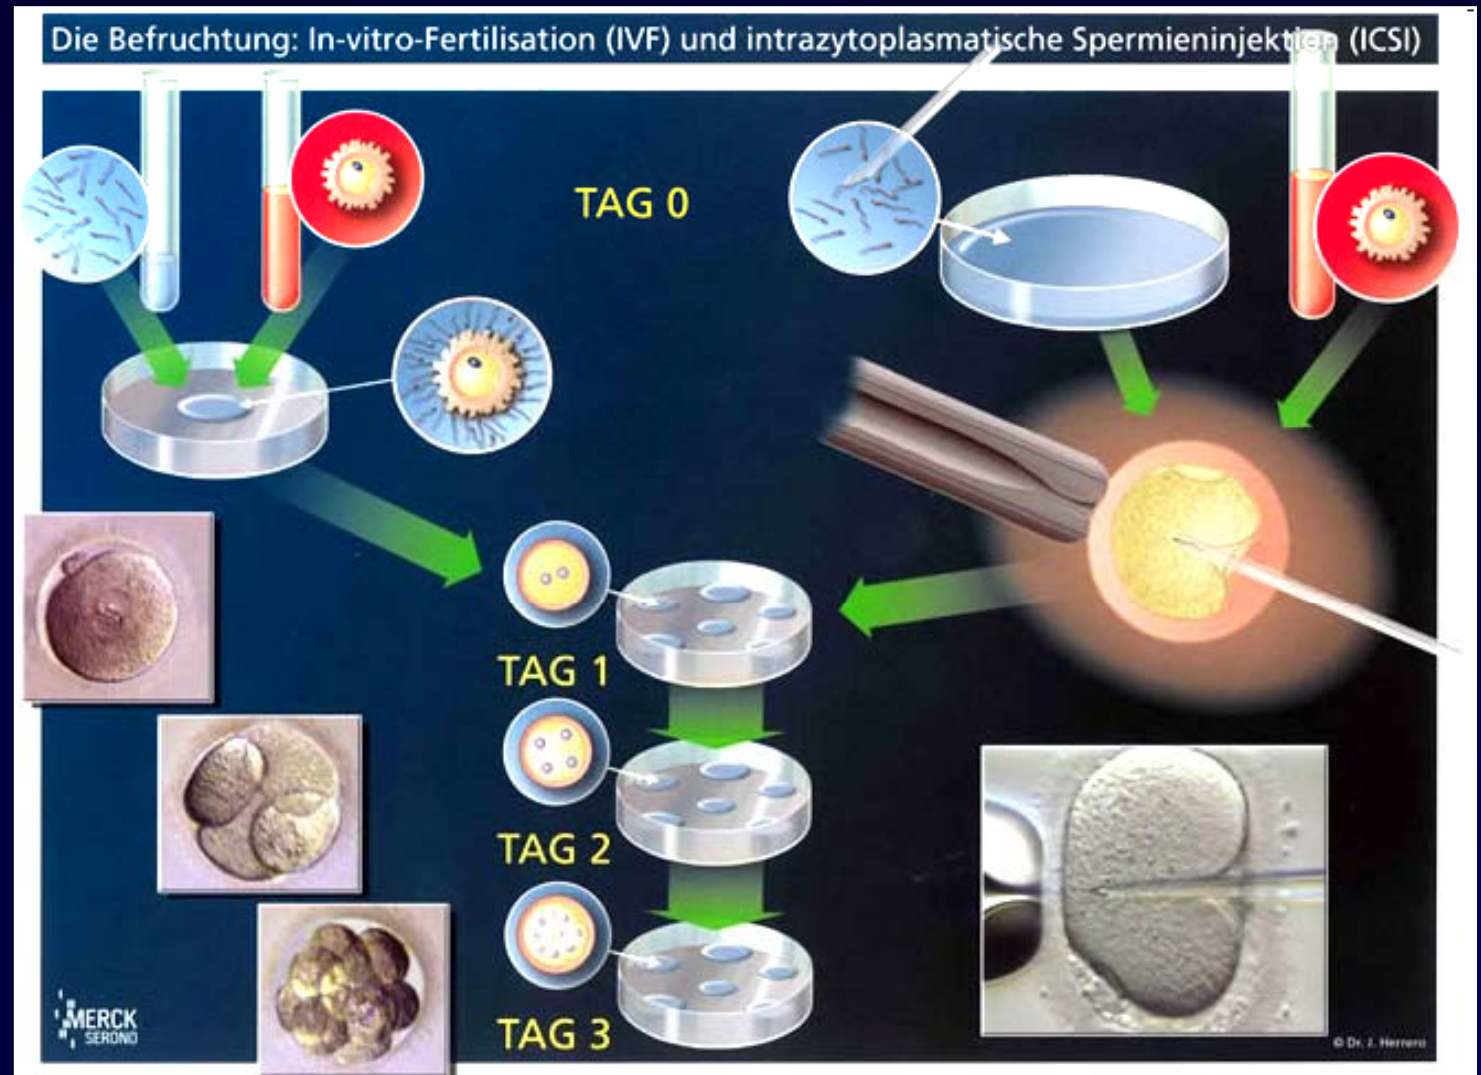 Die Befruchtung: In-vitro-Fertilisation (IVF) und intrazytoplasmatische Spermieninjektion (ICSI)
TAG 0
TAG 1
TAG 2
TAG 3
MERCK
SERONO
© Dr. J. Herrero